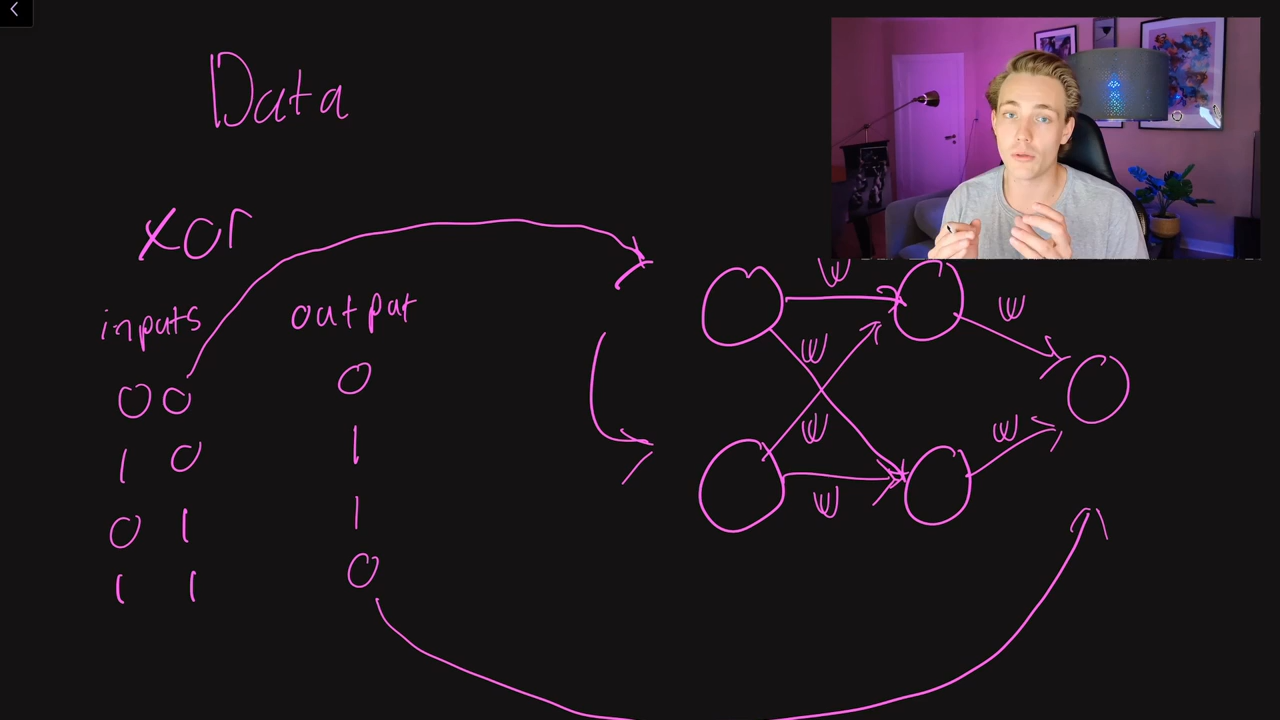 Data
xor
inputs output
0 0 0
1 0 1
0 1 1
1 1 0
w
w
w
w
w
w